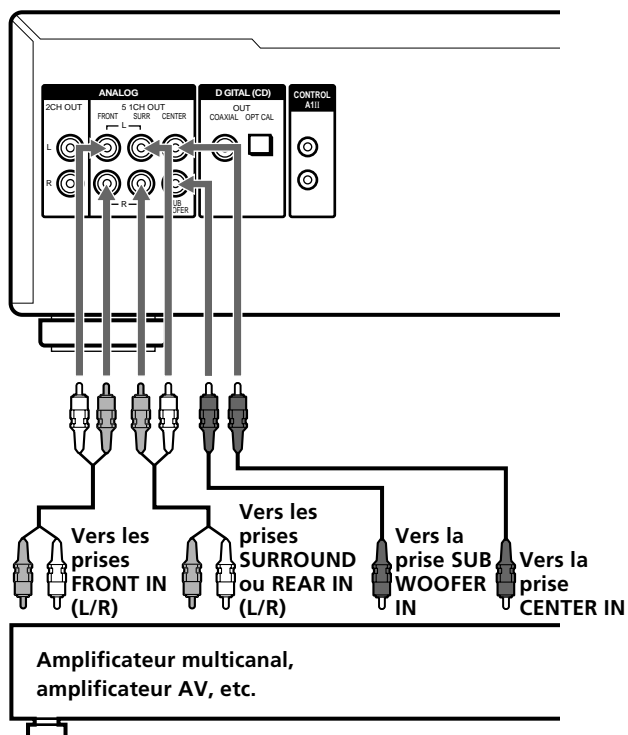 ANALOG
D GITAL (CD)
CONTROL
A1II
2CH OUT
5 1CH OUT
OUT
FRONT SURR CENTER
COAXIAL OPT CAL
L
L
R
R
UB
OFER
Vers les
prises
FRONT IN
(L/R)
Vers les
prises
SURROUND
ou REAR IN
(L/R)
Vers la
prise SUB
WOOFER
IN
Vers la
prise
CENTER IN
Amplificateur multicanal,
amplificateur AV, etc.